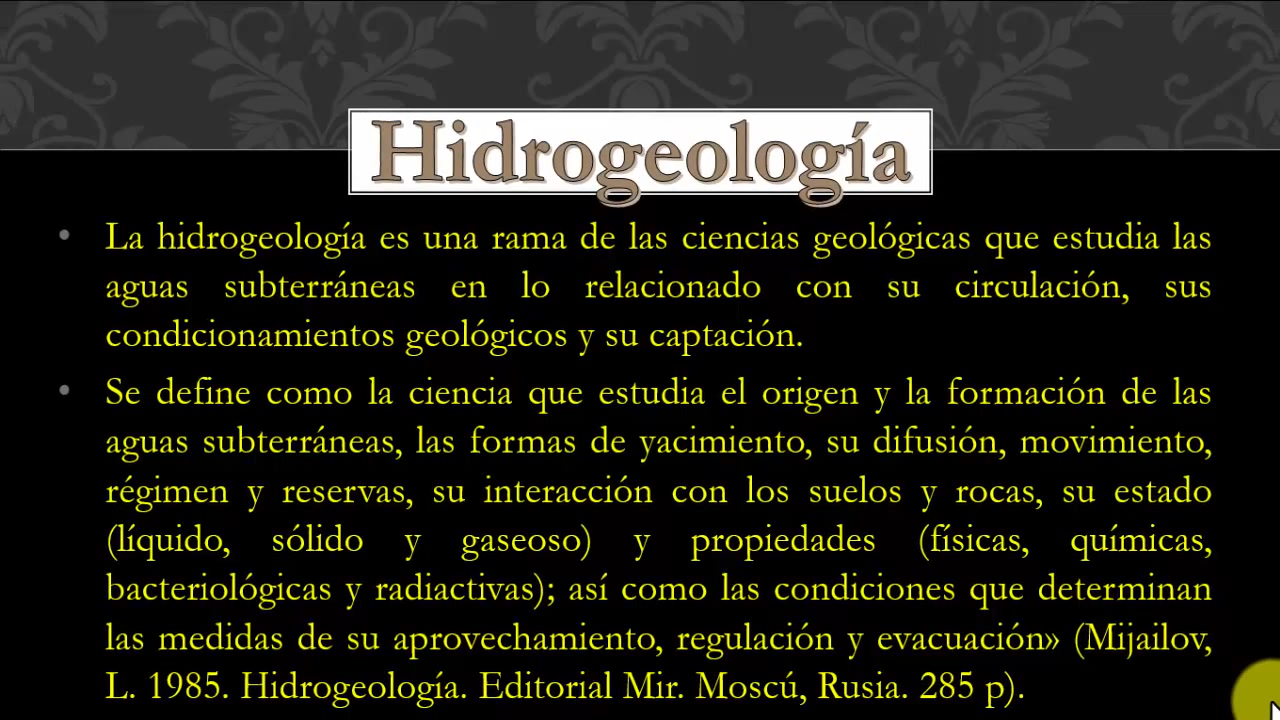 Hidrogeología
• La hidrogeología es una rama de las ciencias geológicas que estudia las
aguas subterráneas en lo relacionado con su circulación, sus
condicionamientos geológicos y su captación.
• Se define como la ciencia que estudia el origen y la formación de las
aguas subterráneas, las formas de yacimiento, su difusión, movimiento,
régimen y reservas, su interacción con los suelos y rocas, su estado
(líquido, sólido y gaseoso) y propiedades (físicas, químicas,
bacteriológicas y radiactivas); así como las condiciones que determinan
las medidas de su aprovechamiento, regulación y evacuación» (Mijailov,
L. 1985. Hidrogeología. Editorial Mir. Moscú, Rusia. 285 p).